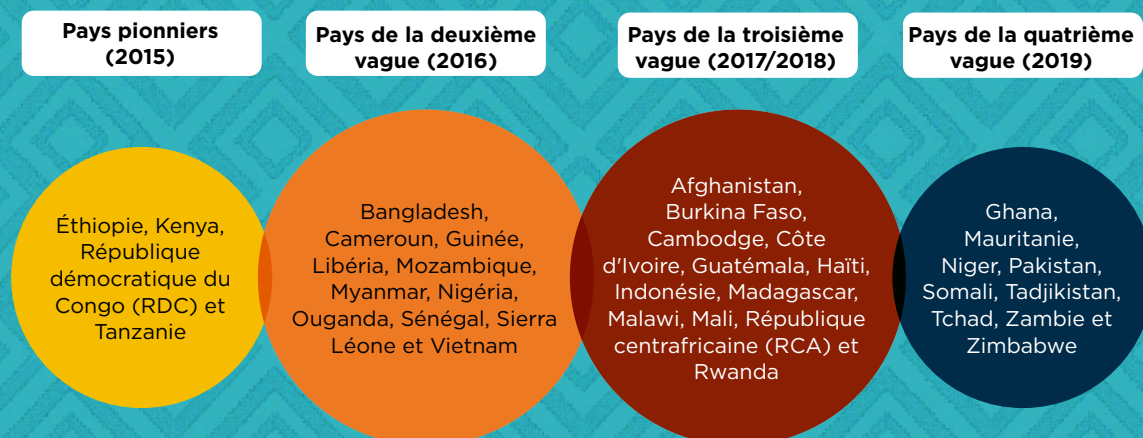 Pays pionniers
(2015)
Éthiopie, Kenya,
République
démocratique du
Congo (RDC) et
Tanzanie
Pays de la deuxième
vague (2016)
Bangladesh,
Cameroun, Guinée,
Libéria, Mozambique,
Myanmar, Nigéria,
Ouganda, Sénégal, Sierra
Léone et Vietnam
Pays de la troisième
vague (2017/2018)
Afghanistan,
Burkina Faso,
Cambodge, Côte
d'Ivoire, Guatémala, Haïti,
Indonésie, Madagascar,
Malawi, Mali, République
centrafricaine (RCA) et
Rwanda
Pays de la quatrième
vague (2019)
Ghana,
Mauritanie,
Niger, Pakistan,
Somali, Tadjikistan,
Tchad, Zambie et
Zimbabwe